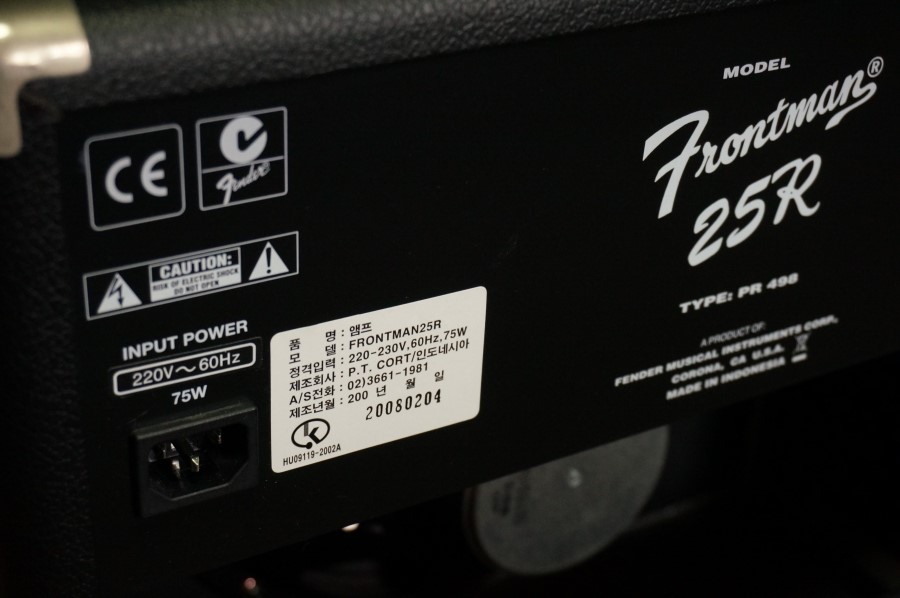 CE
Fender
CAUTION:
RISK OF ELECTRIC SHOCK
DO NOT OPEN
INPUT POWER
220V～60Hz
75W
품 명 : 앰프
모 델 : FRONTMAN25R
정격입력 : 220-230V,60Hz,75W
제조회사 : P.T. CORT/인도네시아
A/S전화 : 02)3661-1981
제조년월 : 200 년 월 일
20080204
HU09119-2002A
MODEL
Frontman®
25R
TYPE: PR 498
A PRODUCT OF:
FENDER MUSICAL INSTRUMENTS CORP.
CORONA, CA U.S.A.
MADE IN INDONESIA